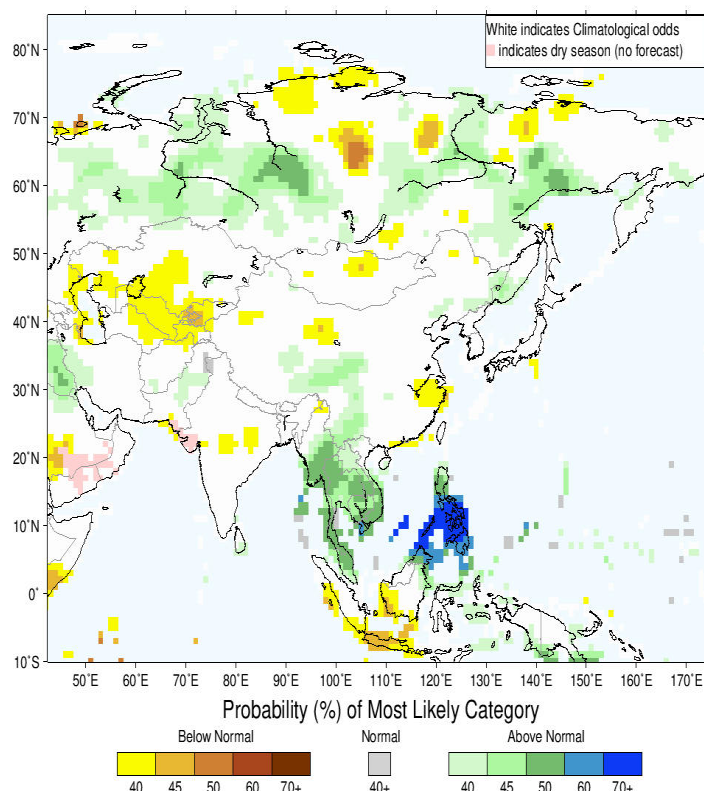 White indicates Climatological odds
indicates dry season (no forecast)
80˚N
70˚N
60˚N
50˚N
40˚N
30˚N
20˚N
10˚N
0˚
10˚S
50˚E 60˚E 70˚E 80˚E 90˚E 100˚E 110˚E 120˚E 130˚E 140˚E 150˚E 160˚E 170˚E
Probability (%) of Most Likely Category
Below Normal Normal Above Normal
40 45 50 60 70+ 40+ 40 45 50 60 70+